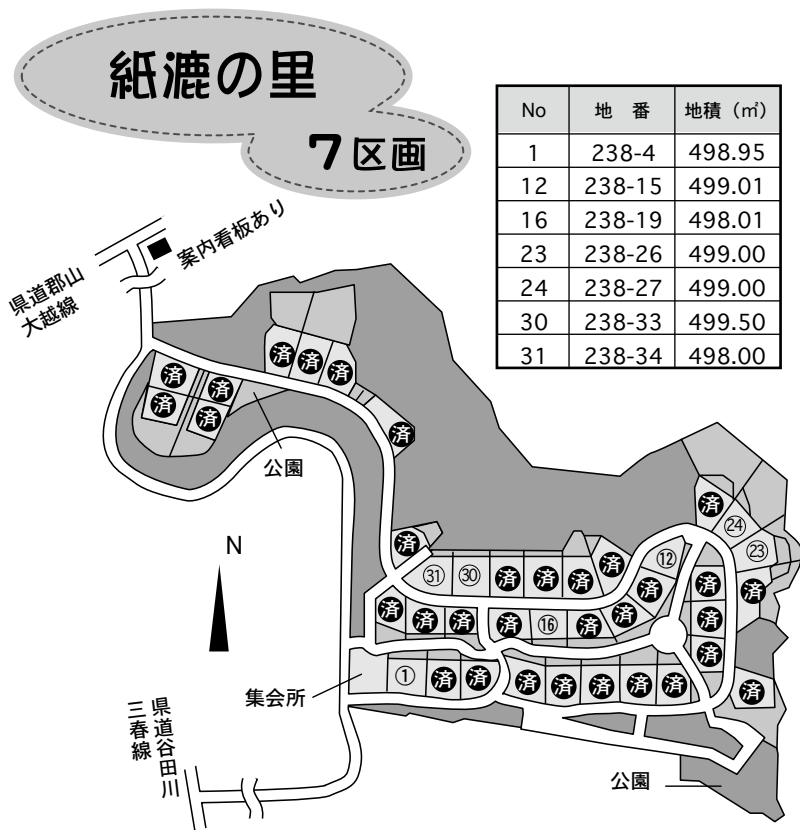 紙漉の里
7区画
No 地 番 地積（㎡）
1 238-4 498.95
12 238-15 499.01
16 238-19 498.01
23 238-26 499.00
24 238-27 499.00
30 238-33 499.50
31 238-34 498.00
案内看板あり
県道郡山
大越線
済 済 済
済 済
済 済
済
公園
済
㉔
㉓
N
済
㉛ ㉚ 済 済 済 済 ⑫
済 済 済
済 済 済 済 ⑯ 済 済 済
済
① 済 済 済 済 済 済 済 済
集会所
県道谷田川
三春線
公園